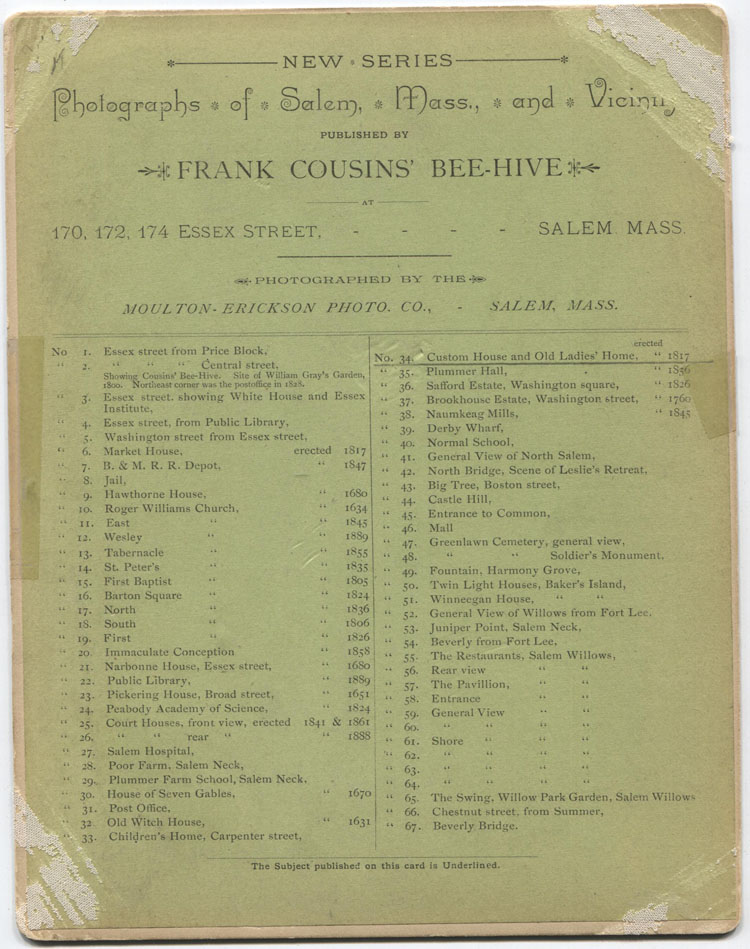 NEW * SERIES
Photographs * of * Salem, * Mass., * and * Vicinity
PUBLISHED BY
FRANK COUSINS' BEE-HIVE
AT
170, 172, 174 ESSEX STREET, - - - - SALEM. MASS.
PHOTOGRAPHED BY THE
MOULTON-ERICKSON PHOTO. CO., - SALEM, MASS.
No 1. Essex street from Price Block,
" 2. " " " Central street,
Showing Cousins' Bee-Hive. Site of William Gray's Garden,
1800. Northeast corner was the postoffice in 1828.
" 3. Essex street. showing White House and Essex
Institute,
" 4. Essex street, from Public Library,
" 5. Washington street from Essex street,
" 6. Market House, erected 1817
" 7. B. & M. R. R. Depot, " 1847
" 8. Jail,
" 9. Hawthorne House, " 1680
" 10. Roger Williams Church, " 1634
" 11. East " " 1845
" 12. Wesley " " 1889
" 13. Tabernacle " " 1855
" 14. St. Peter's " " 1835
" 15. First Baptist " " 1805
" 16. Barton Square " " 1824
" 17. North " " 1836
" 18. South " " 1806
" 19. First " " 1826
" 20. Immaculate Conception " 1858
" 21. Narbonne House, Essex street, " 1680
" 22. Public Library, " 1889
" 23. Pickering House, Broad street, " 1651
" 24. Peabody Academy of Science, " 1824
" 25. Court Houses, front view, erected 1841 & 1861
" 26. " " rear " " 1888
" 27. Salem Hospital,
" 28. Poor Farm, Salem Neck,
" 29. Plummer Farm School, Salem Neck.
" 30. House of Seven Gables, " 1670
" 31. Post Office,
" 32 Old Witch House, " 1631
" 33. Children's Home, Carpenter street,
erected
No. 34. Custom House and Old Ladies' Home, " 1817
" 35. Plummer Hall, " 1856
" 36. Safford Estate, Washington square, " 1826
" 37. Brookhouse Estate, Washington street, " 1760
" 38. Naumkeag Mills, " 1845
" 39. Derby Wharf,
" 40. Normal School,
" 41. General View of North Salem,
" 42. North Bridge, Scene of Leslie's Retreat,
" 43. Big Tree, Boston street,
" 44. Castle Hill,
" 45. Entrance to Common,
" 46. Mall
" 47. Greenlawn Cemetery, general view,
" 48. " " Soldier's Monument.
" 49. Fountain, Harmony Grove,
" 50. Twin Light Houses, Baker's Island,
" 51. Winneegan House, " "
" 52. General View of Willows from Fort Lee.
" 53. Juniper Point, Salem Neck,
" 54. Beverly from Fort Lee,
" 55. The Restaurants, Salem Willows,
" 56. Rear view " "
" 57. The Pavillion, " "
" 58. Entrance " "
" 59. General View " "
" 60. " " " "
" 61. Shore " " "
" 62. " " " "
" 63. " " " "
" 64. " " " "
" 65. The Swing, Willow Park Garden, Salem Willows
" 66. Chestnut street, from Summer,
" 67. Beverly Bridge.
The Subject published on this card is Underlined.